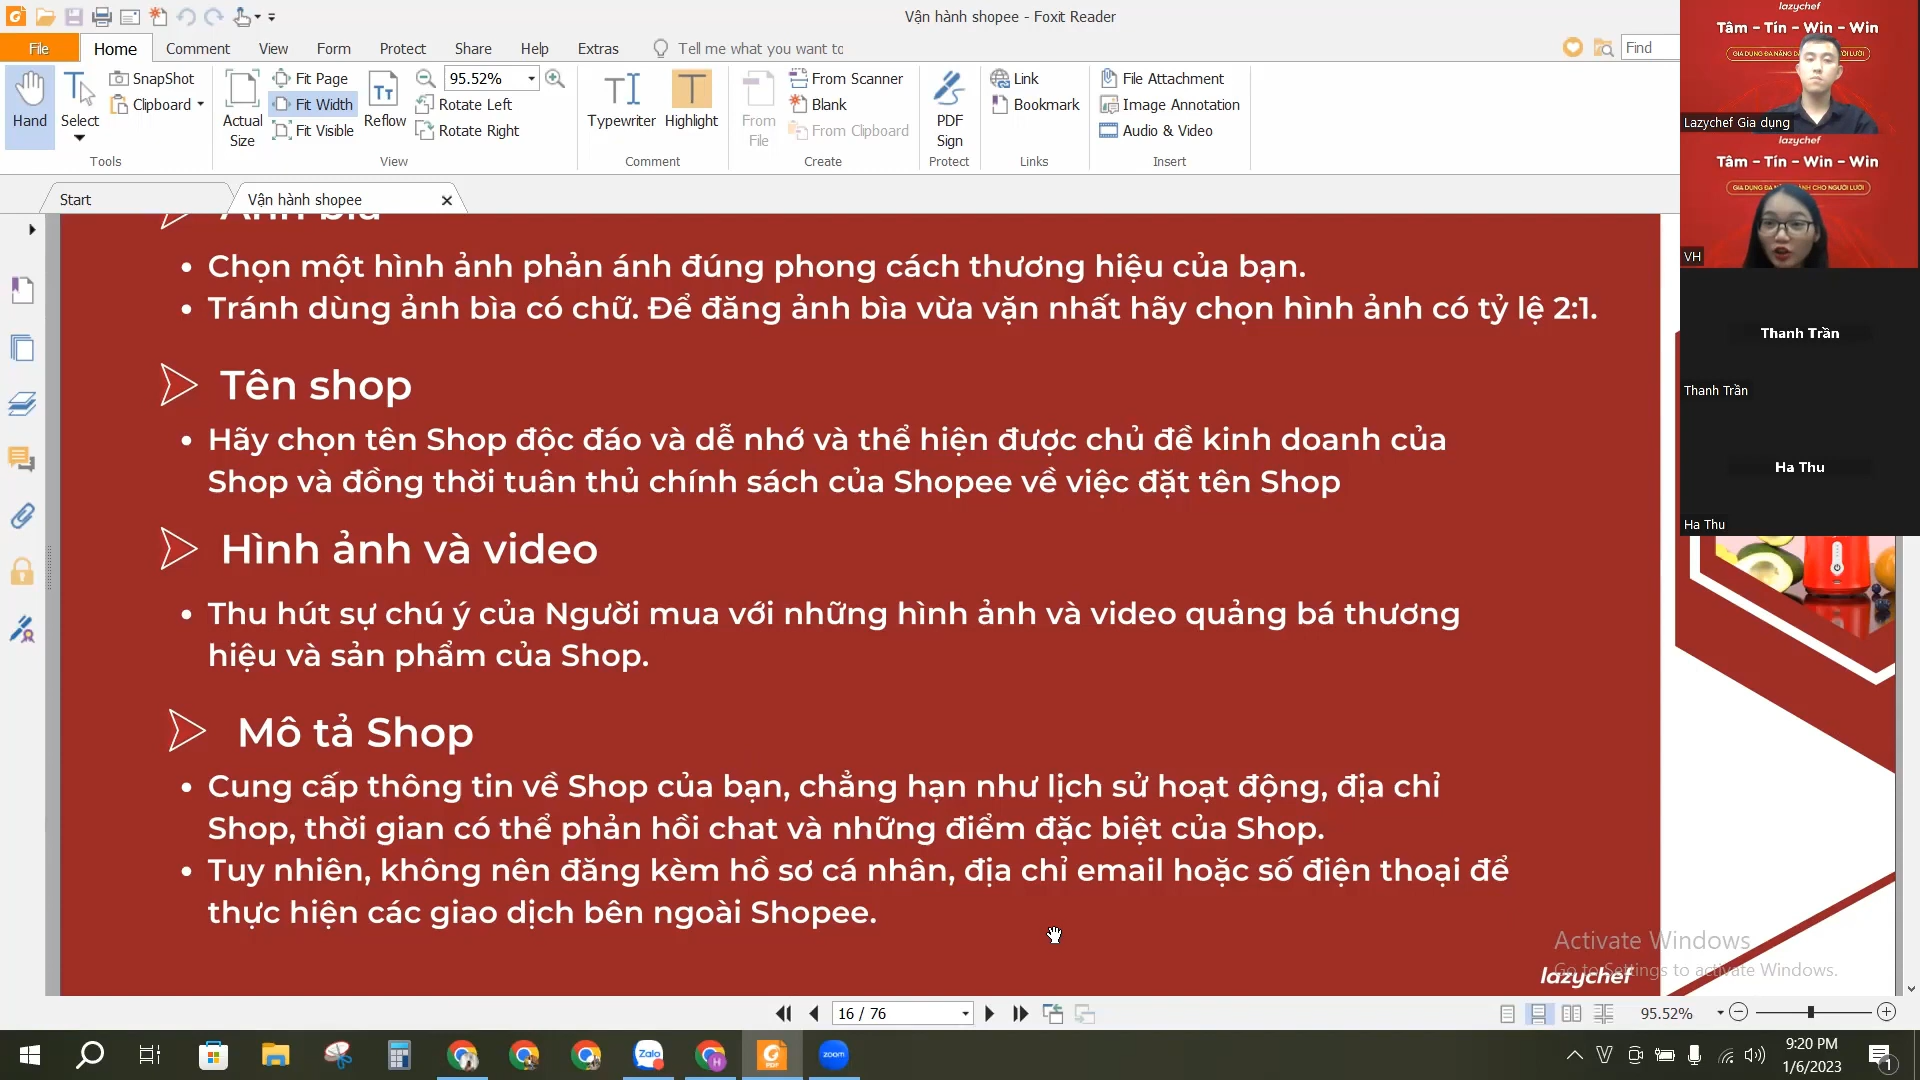 Vận hành shopee - Foxit Reader
File Home Comment View Form Protect Share Help Extras Tell me what you want to
Find
Hand
Select
SnapShot
Clipboard
Tools
Actual Size
Fit Page
Fit Width
Fit Visible
Reflow
95.52%
Rotate Left
Rotate Right
View
Typewriter
Highlight
Comment
From File
From Scanner
Blank
From Clipboard
Create
PDF Sign
Protect
Link
Bookmark
Links
File Attachment
Image Annotation
Audio & Video
Insert
Start
Vận hành shopee
lazychef
Tâm – Tín – Win – Win
Lazychef Gia dụng
lazychef
Tâm – Tín – Win – Win
VH
Thanh Trần
Thanh Trần
Ha Thu
Ha Thu
Ảnh bìa
• Chọn một hình ảnh phản ánh đúng phong cách thương hiệu của bạn.
• Tránh dùng ảnh bìa có chữ. Để đăng ảnh bìa vừa vặn nhất hãy chọn hình ảnh có tỷ lệ 2:1.
Tên shop
• Hãy chọn tên Shop độc đáo và dễ nhớ và thể hiện được chủ đề kinh doanh của
Shop và đồng thời tuân thủ chính sách của Shopee về việc đặt tên Shop
Hình ảnh và video
• Thu hút sự chú ý của Người mua với những hình ảnh và video quảng bá thương
hiệu và sản phẩm của Shop.
Mô tả Shop
• Cung cấp thông tin về Shop của bạn, chẳng hạn như lịch sử hoạt động, địa chỉ
Shop, thời gian có thể phản hồi chat và những điểm đặc biệt của Shop.
• Tuy nhiên, không nên đăng kèm hồ sơ cá nhân, địa chỉ email hoặc số điện thoại để
thực hiện các giao dịch bên ngoài Shopee.
Activate Windows
Go to Settings to activate Windows.
lazychef
16 / 76
95.52%
Zalo
zoom
9:20 PM
1/6/2023
1